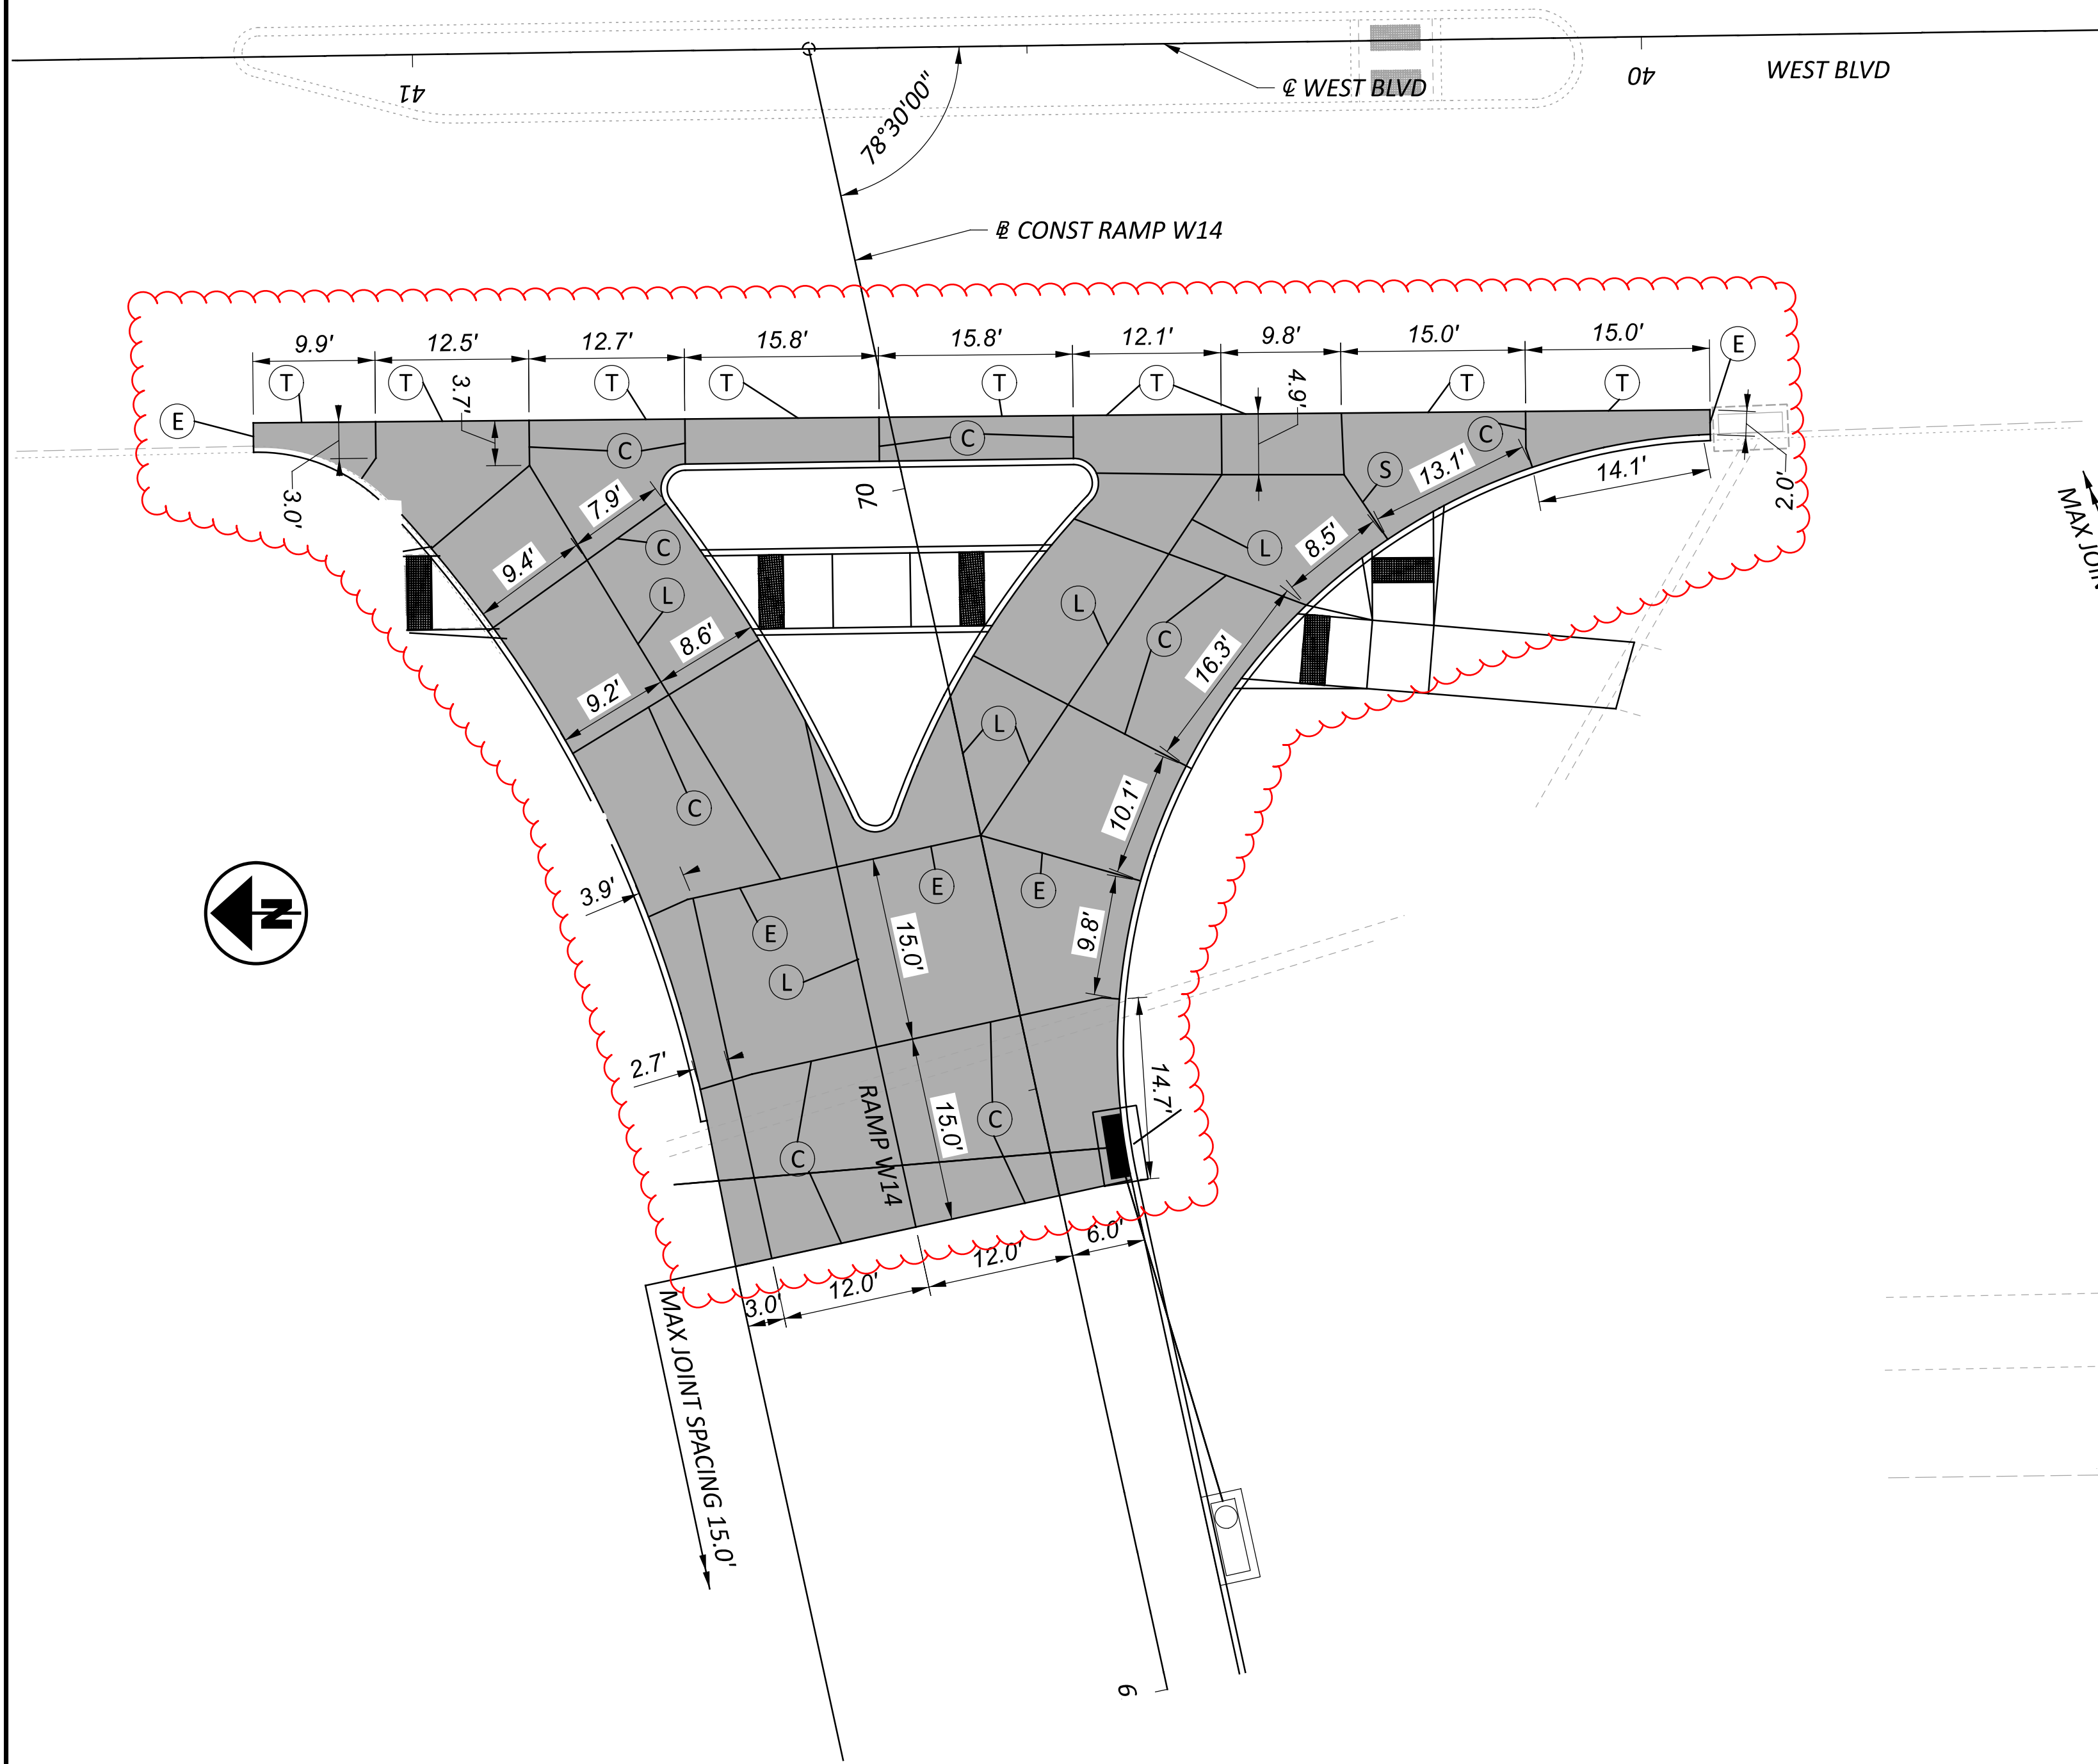 41
40
WEST BLVD
℄ WEST BLVD
78°30'00"
BL CONST RAMP W14
9.9'
12.5'
12.7'
15.8'
15.8'
12.1'
9.8'
15.0'
15.0'
E
T
T
T
T
T
T
T
T
E
3.7'
4.9'
C
C
C
S
13.1'
14.1'
2.0'
3.0'
7.9'
70
9.4'
C
L
8.5'
MAX JOIN
L
L
C
8.6'
16.3'
9.2'
L
C
10.1'
3.9'
E
E
E
9.8'
N
15.0'
L
2.7'
14.7'
RAMP W14
15.0'
C
C
6.0'
12.0'
12.0'
3.0'
MAX JOINT SPACING 15.0'
9